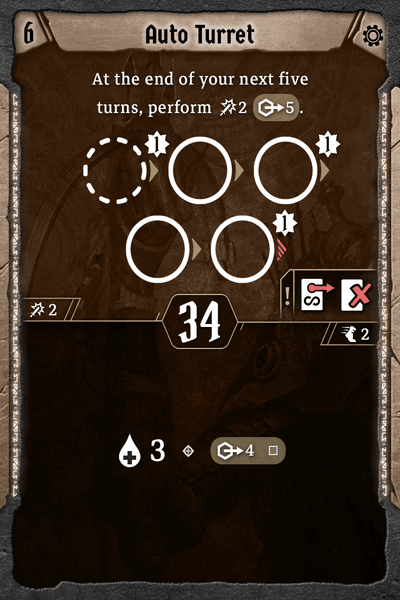 6 Auto Turret
At the end of your next five
turns, perform 2 5.
1 1
1
!
2 34
2
3 4